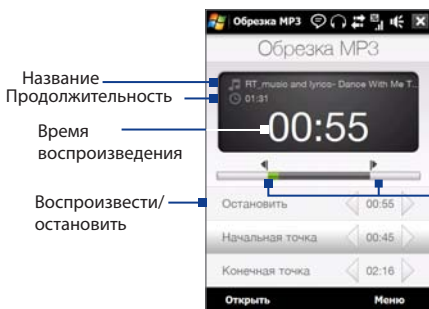 Обрезка MP3
Обрезка MP3
Название
RT_music and lyrics- Dance With Me T...
Продолжительность
01:31
Время
воспроизведения
00:55
Воспроизвести/
остановить
Остановить 00:55
Начальная точка 00:45
Конечная точка 02:16
Открыть Меню